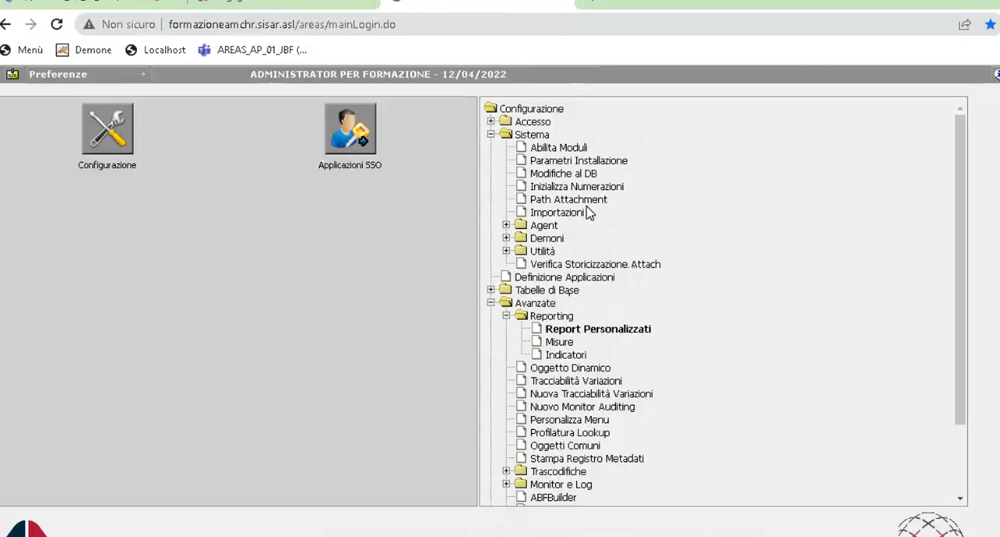 Non sicuro formazioneamchr.sisar.asl/areas/mainLogin.do
Menù Demone Localhost AREAS_AP_01_JBF (...
Preferenze ADMINISTRATOR PER FORMAZIONE - 12/04/2022
Configurazione
Applicazioni SSO
Configurazione
Accesso
Sistema
Abilita Moduli
Parametri Installazione
Modifiche al DB
Inizializza Numerazioni
Path Attachment
Importazioni
Agent
Demoni
Utilità
Verifica Storicizzazione Attach
Definizione Applicazioni
Tabelle di Base
Avanzate
Reporting
Report Personalizzati
Misure
Indicatori
Oggetto Dinamico
Tracciabilità Variazioni
Nuova Tracciabilità Variazioni
Nuovo Monitor Auditing
Personalizza Menu
Profilatura Lookup
Oggetti Comuni
Stampa Registro Metadati
Trascodifiche
Monitor e Log
ABFBuilder